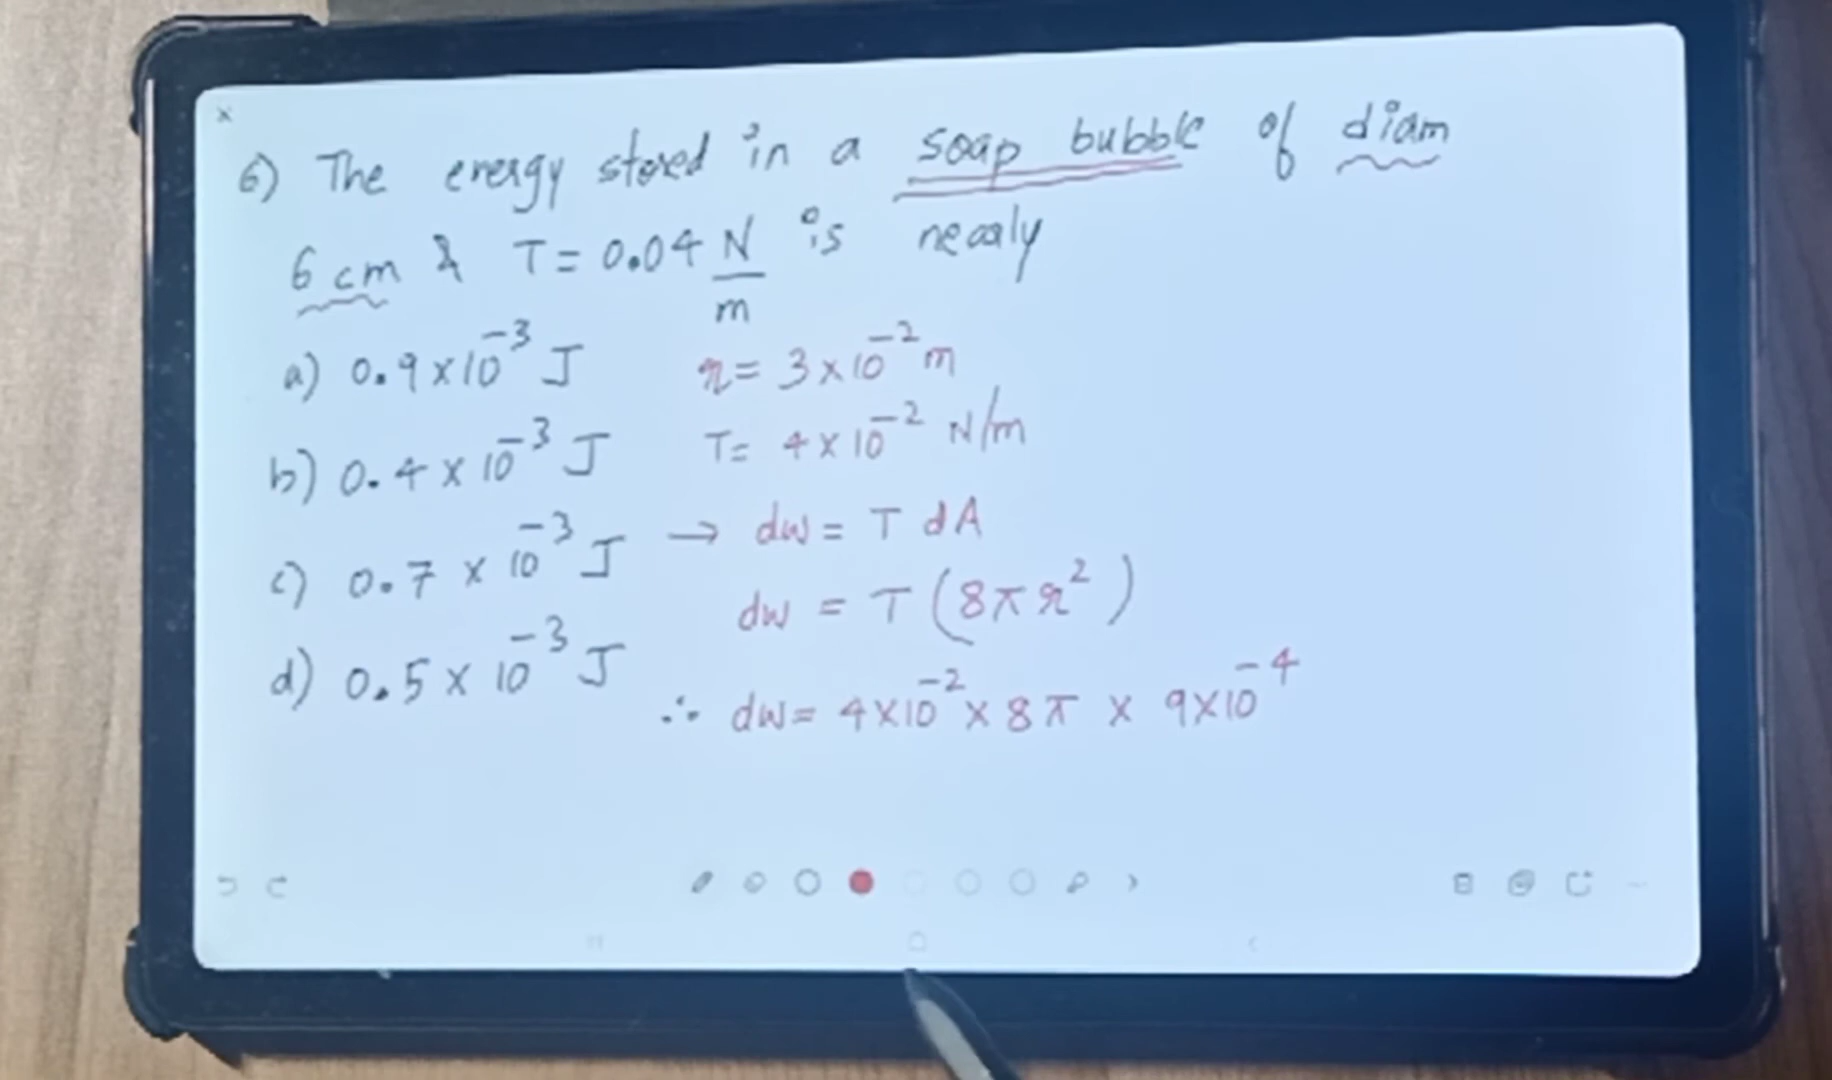 6) The energy stored in a soap bubble of diam
6 cm & T = 0.04 N/m is nearly
a) 0.9 × 10⁻³ J
r = 3 × 10⁻² m
b) 0.4 × 10⁻³ J
T = 4 × 10⁻² N/m
c) 0.7 × 10⁻³ J
→ dw = T dA
d) 0.5 × 10⁻³ J
dw = T (8πr²)
∴ dw = 4×10⁻² × 8π × 9×10⁻⁴